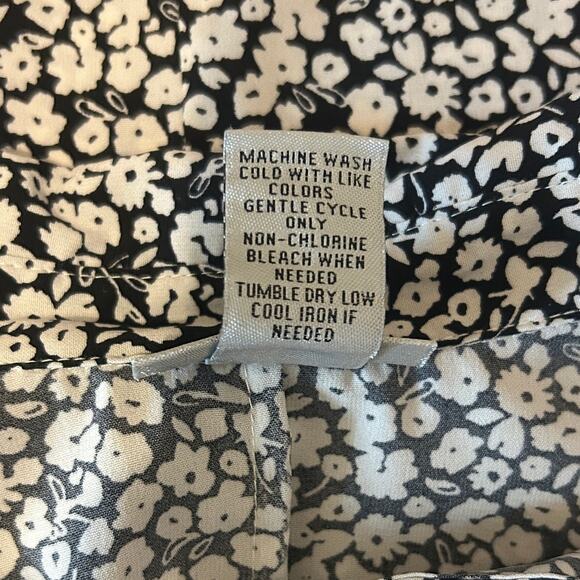 MACHINE WASH
COLD WITH LIKE
COLORS
GENTLE CYCLE
ONLY
NON-CHLORINE
BLEACH WHEN
NEEDED
TUMBLE DRY LOW
COOL IRON IF
NEEDED